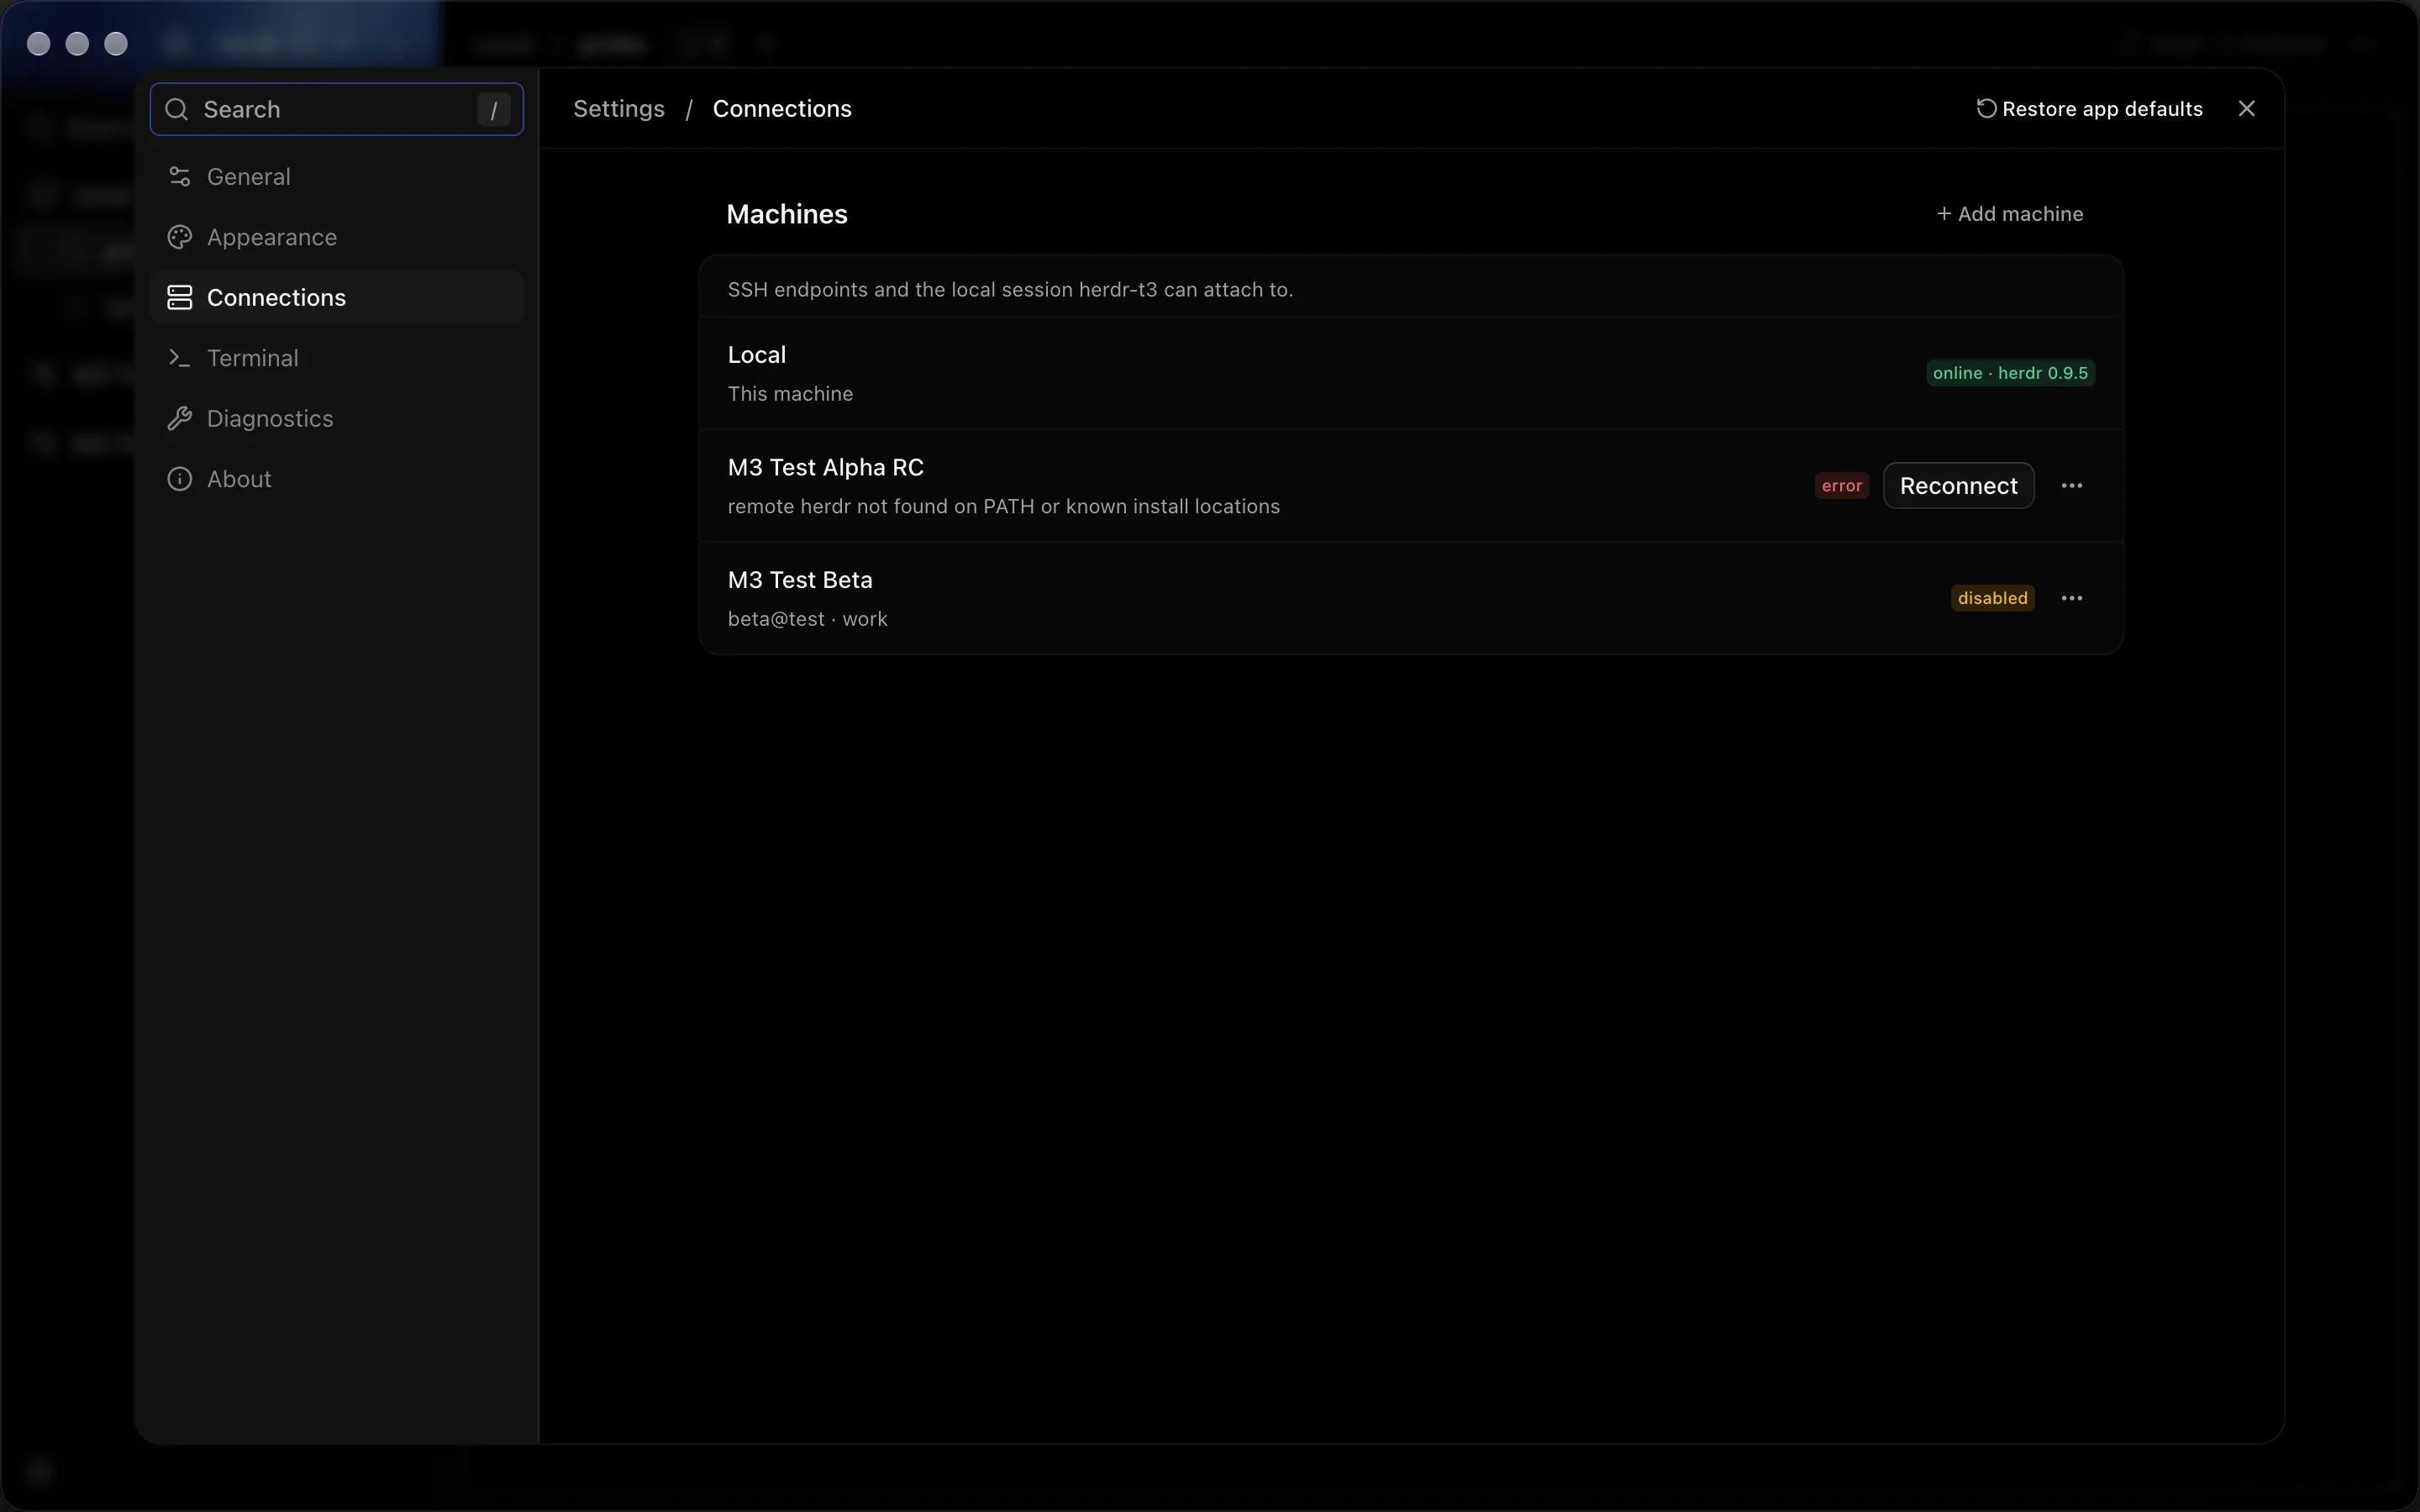 Search /
General
Appearance
Connections
Terminal
Diagnostics
About
Settings / Connections
Restore app defaults
Machines
+ Add machine
SSH endpoints and the local session herdr-t3 can attach to.
Local
This machine
online · herdr 0.9.5
M3 Test Alpha RC
remote herdr not found on PATH or known install locations
error
Reconnect
M3 Test Beta
beta@test · work
disabled